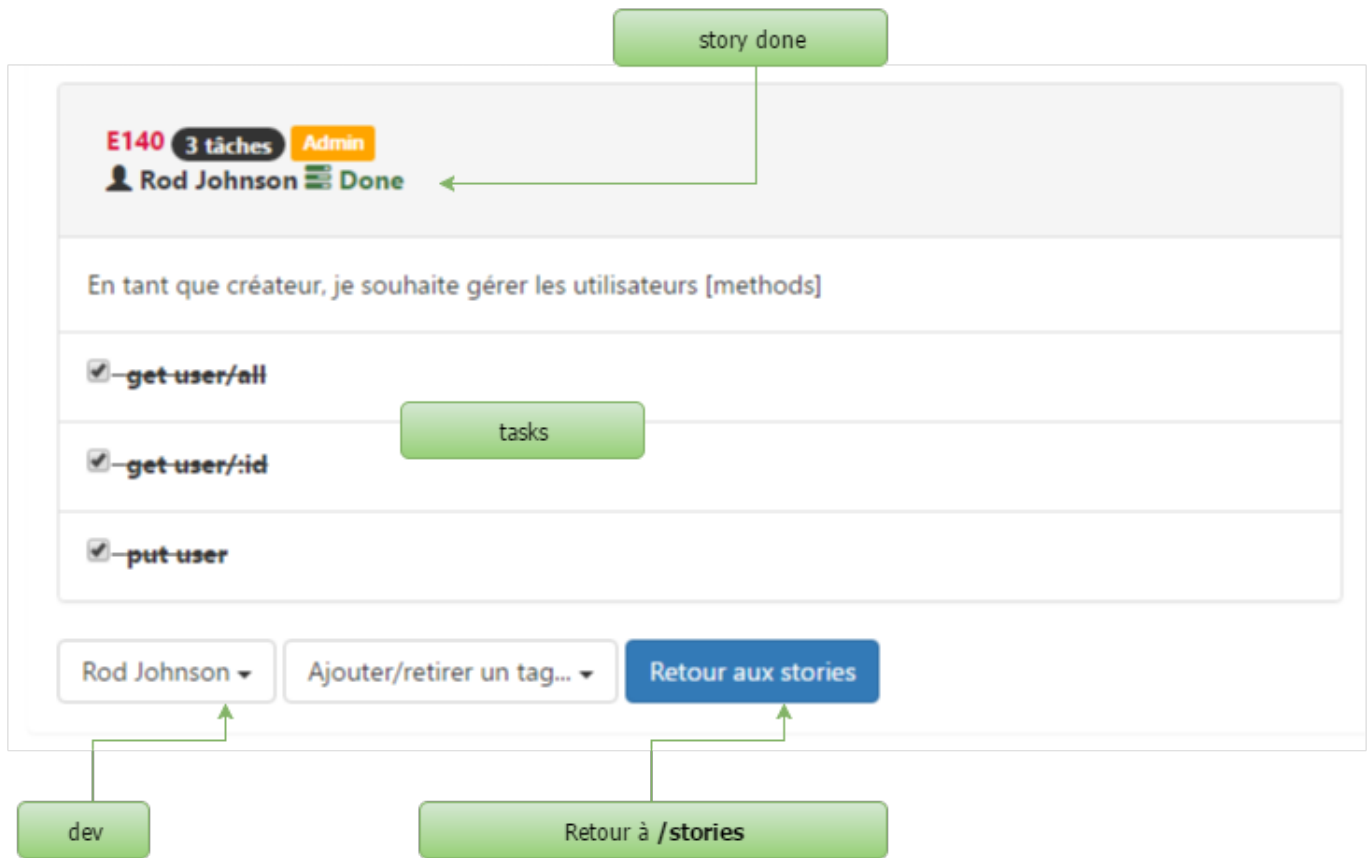 story done
E140 3 tâches Admin
Rod Johnson Done
En tant que créateur, je souhaite gérer les utilisateurs [methods]
get user/all
tasks
get user/:id
put user
Rod Johnson
Ajouter/retirer un tag...
Retour aux stories
dev
Retour à /stories